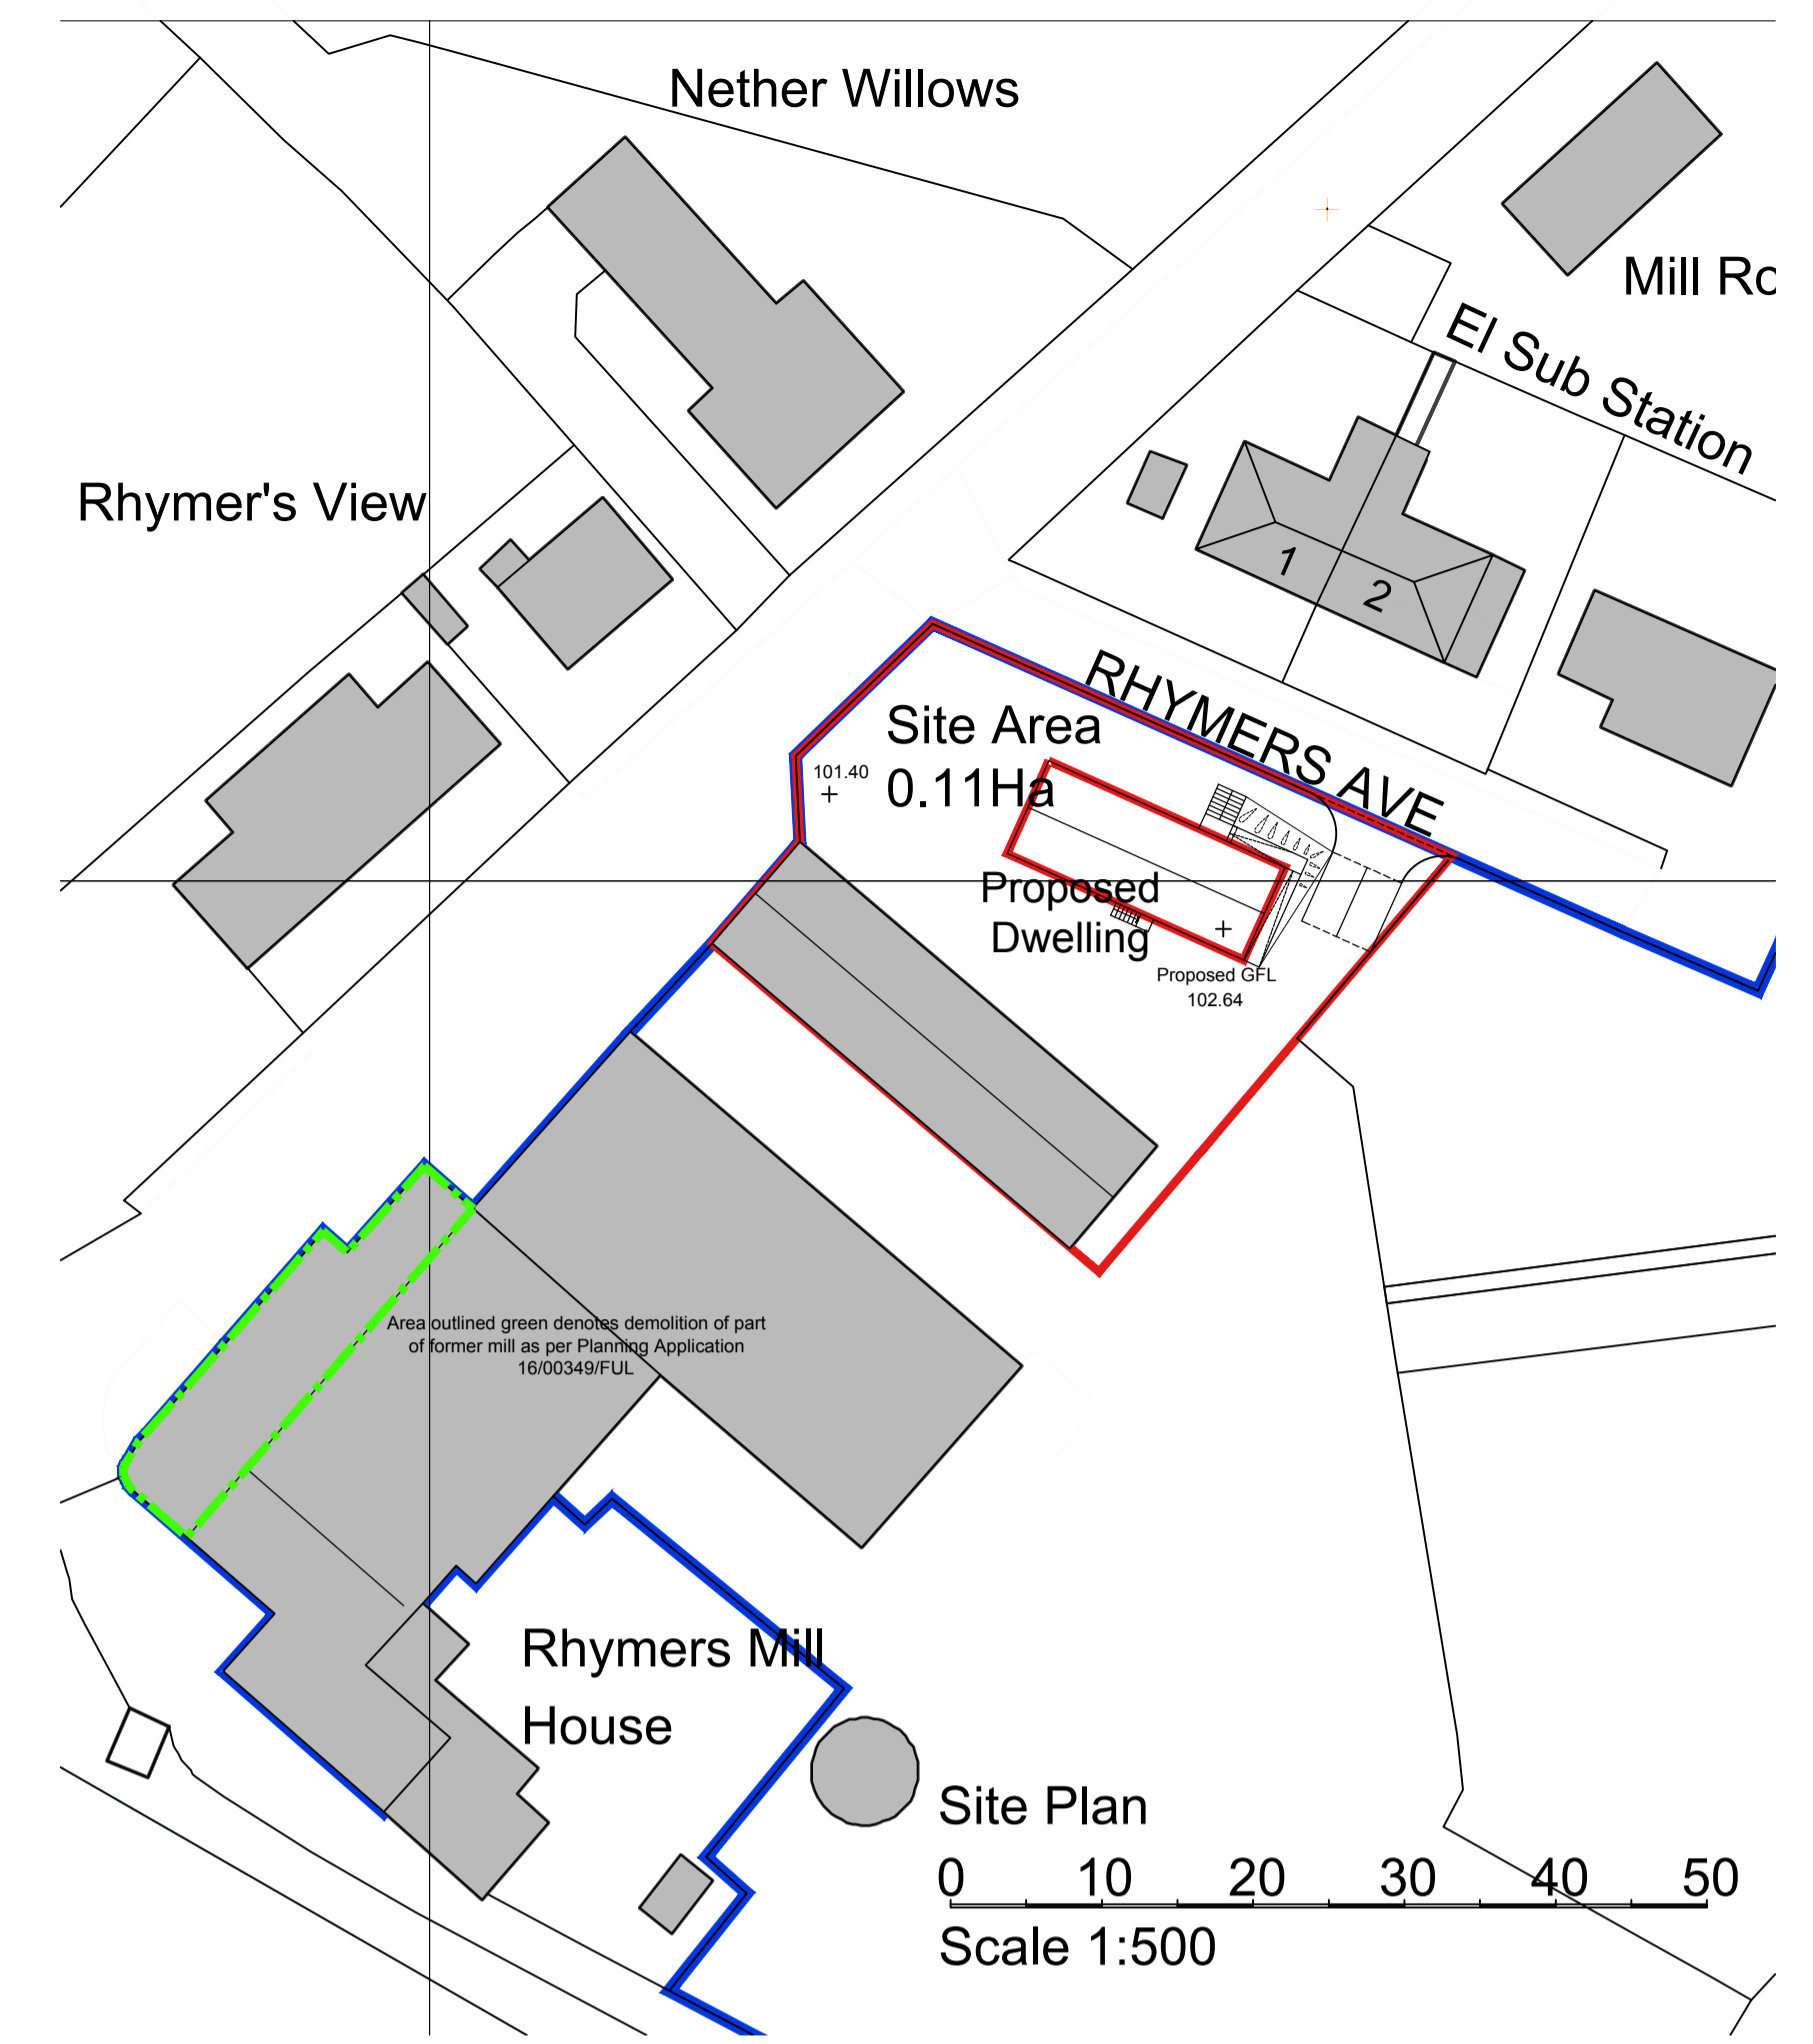 Nether Willows
Mill Ro
El Sub Station
Rhymer's View
1
2
RHYMERS AVE
Site Area
0.11Ha
101.40
Proposed
Dwelling
Proposed GFL
102.64
Area outlined green denotes demolition of part
of former mill as per Planning Application
16/00349/FUL
Rhymers Mill
House
Site Plan
0 10 20 30 40 50
Scale 1:500